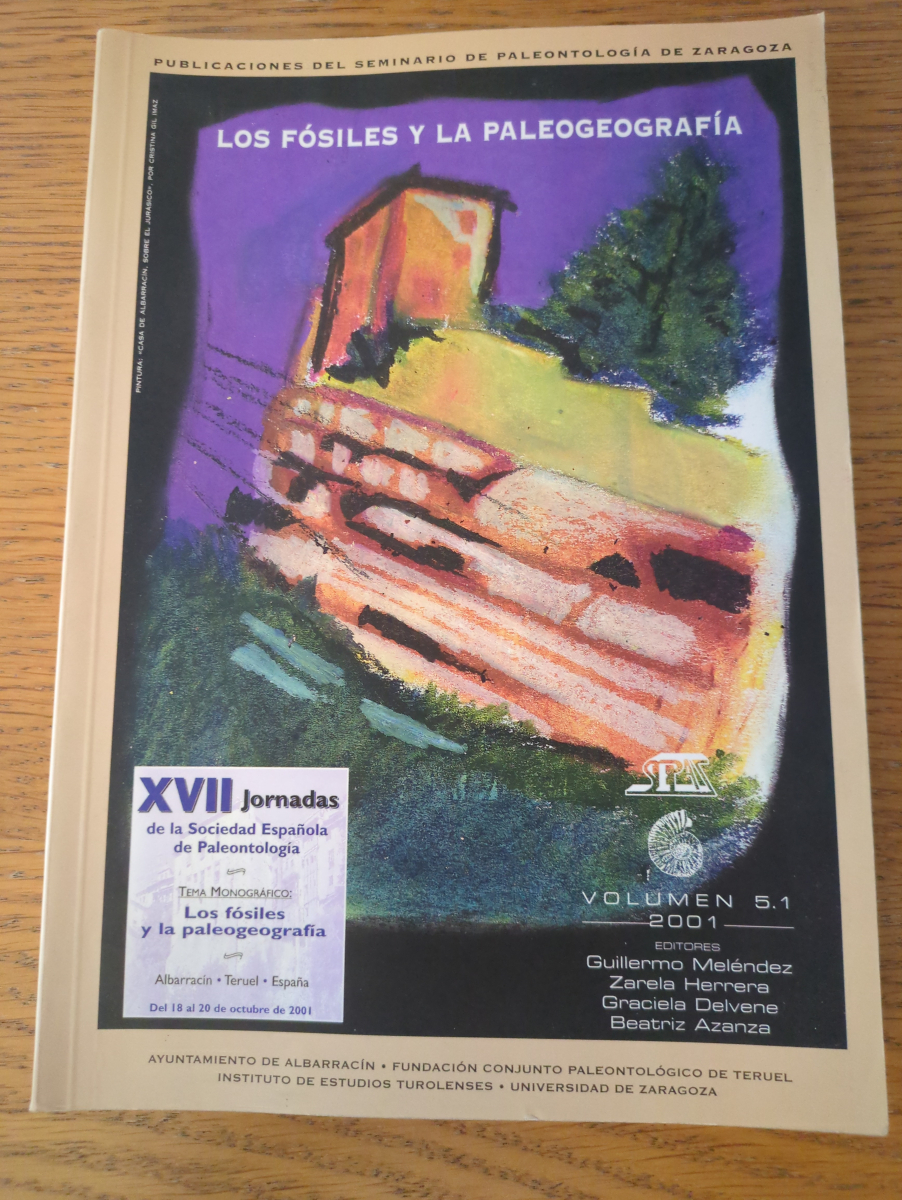 PUBLICACIONES DEL SEMINARIO DE PALEONTOLOGÍA DE ZARAGOZA
LOS FÓSILES Y LA PALEOGEOGRAFÍA
PINTURA: «CASA DE ALBARRACÍN, SOBRE EL JURÁSICO», POR CRISTINA GIL IMAZ
XVII Jornadas
de la Sociedad Española
de Paleontología
TEMA MONOGRÁFICO:
Los fósiles
y la paleogeografía
Albarracín • Teruel • España
Del 18 al 20 de octubre de 2001
VOLUMEN 5.1
2001
EDITORES
Guillermo Meléndez
Zarela Herrera
Graciela Delvene
Beatriz Azanza
AYUNTAMIENTO DE ALBARRACÍN • FUNDACIÓN CONJUNTO PALEONTOLÓGICO DE TERUEL
INSTITUTO DE ESTUDIOS TUROLENSES • UNIVERSIDAD DE ZARAGOZA